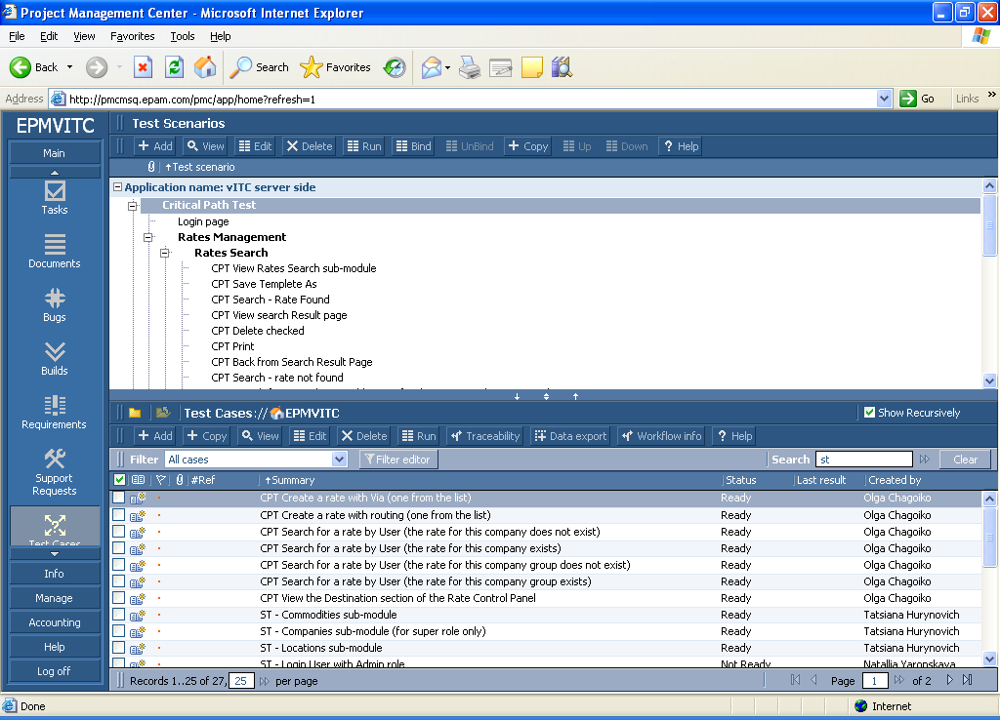 Project Management Center - Microsoft Internet Explorer
File Edit View Favorites Tools Help
Back Search Favorites
Address http://pmcmsq.epam.com/pmc/app/home?refresh=1 Go Links »
EPMVITC
Main
Tasks
Documents
Bugs
Builds
Requirements
Support
Requests
Test Cases
Info
Manage
Accounting
Help
Log off
Test Scenarios
Add View Edit Delete Run Bind UnBind Copy Up Down ? Help
↑Test scenario
Application name: vITC server side
Critical Path Test
Login page
Rates Management
Rates Search
CPT View Rates Search sub-module
CPT Save Templete As
CPT Search - Rate Found
CPT View search Result page
CPT Delete checked
CPT Print
CPT Back from Search Result Page
CPT Search - rate not found
Test Cases:// EPMVITC Show Recursively
Add Copy View Edit Delete Run Traceability Data export Workflow info ? Help
Filter All cases Filter editor Search st Clear
#Ref ↑Summary Status Last result Created by
CPT Create a rate with Via (one from the list) Ready Olga Chagoiko
CPT Create a rate with routing (one from the list) Ready Olga Chagoiko
CPT Search for a rate by User (the rate for this company does not exist) Ready Olga Chagoiko
CPT Search for a rate by User (the rate for this company exists) Ready Olga Chagoiko
CPT Search for a rate by User (the rate for this company group does not exist) Ready Olga Chagoiko
CPT Search for a rate by User (the rate for this company group exists) Ready Olga Chagoiko
CPT View the Destination section of the Rate Control Panel Ready Olga Chagoiko
ST - Commodities sub-module Ready Tatsiana Hurynovich
ST - Companies sub-module (for super role only) Ready Tatsiana Hurynovich
ST - Locations sub-module Ready Tatsiana Hurynovich
ST - Login User with Admin role Not Ready Natallia Yaronskaya
Records 1..25 of 27, 25 per page Page 1 of 2
Done Internet